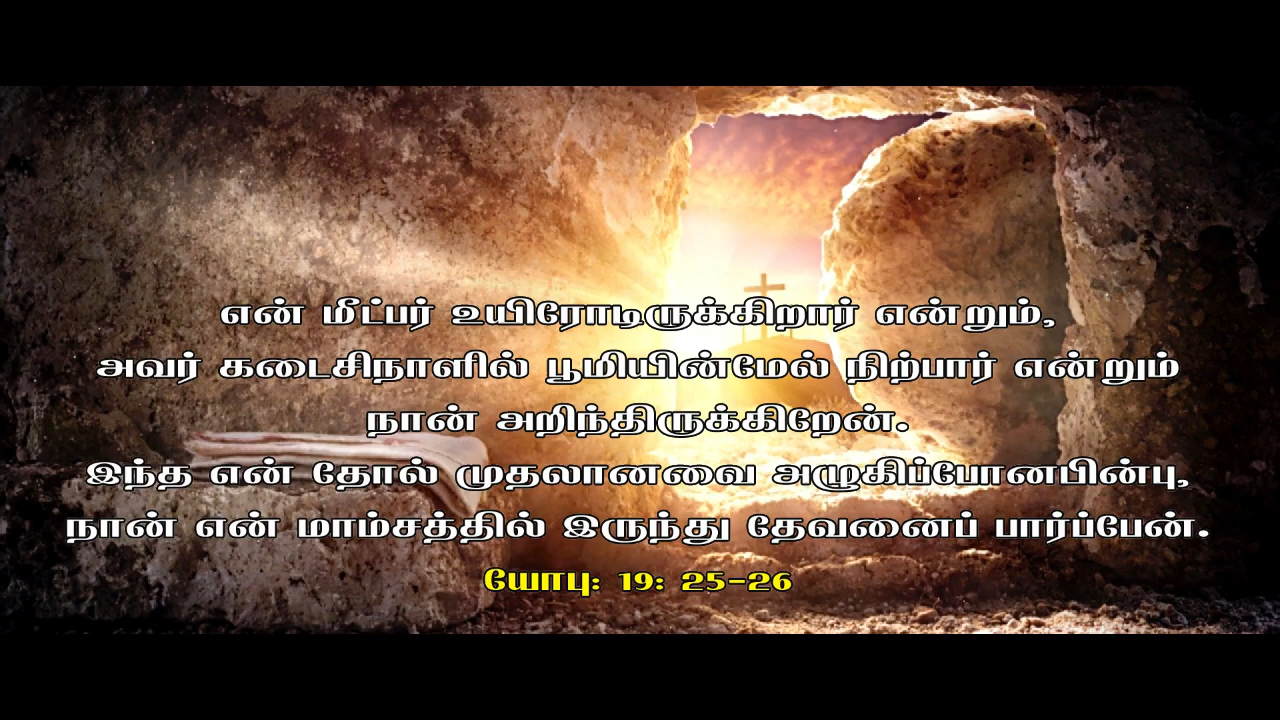 என் மீட்பர் உயிரோடிருக்கிறார் என்றும்,
அவர் கடைசிநாளில் பூமியின்மேல் நிற்பார் என்றும்
நான் அறிந்திருக்கிறேன்.
இந்த என் தோல் முதலானவை அழுகிப்போனபின்பு,
நான் என் மாம்சத்தில் இருந்து தேவனைப் பார்ப்பேன்.
யோபு: 19: 25-26